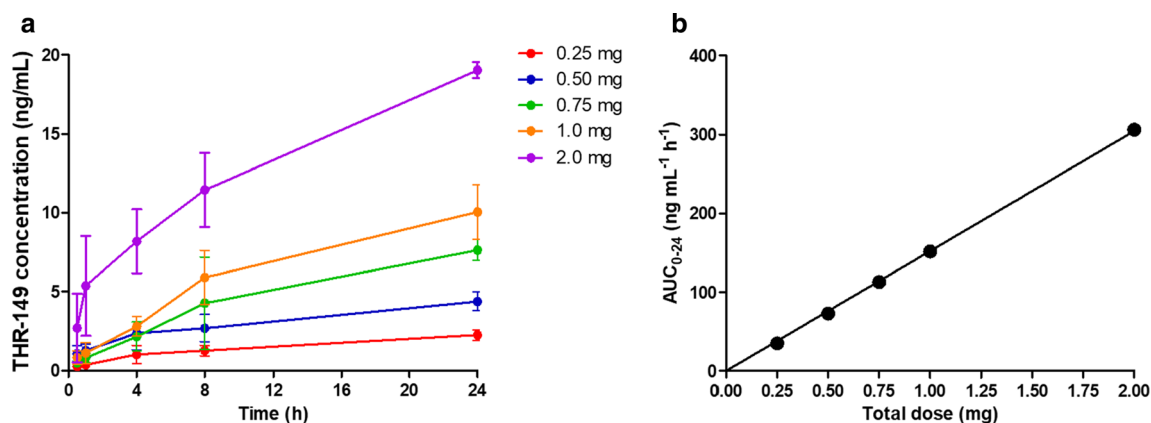 a
THR-149 concentration (ng/mL)
20
15
10
5
0
0
4
8
12
16
20
24
Time (h)
0.25 mg
0.50 mg
0.75 mg
1.0 mg
2.0 mg
b
AUC0-24 (ng mL-1 h-1)
400
300
200
100
0
0.00
0.25
0.50
0.75
1.00
1.25
1.50
1.75
2.00
Total dose (mg)